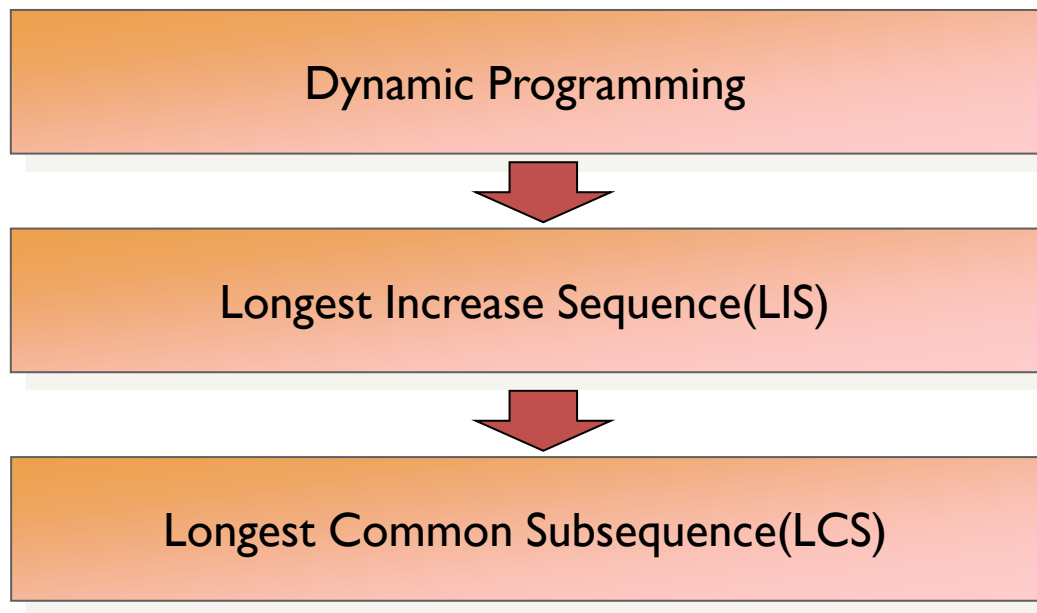 Dynamic Programming
Longest Increase Sequence(LIS)
Longest Common Subsequence(LCS)